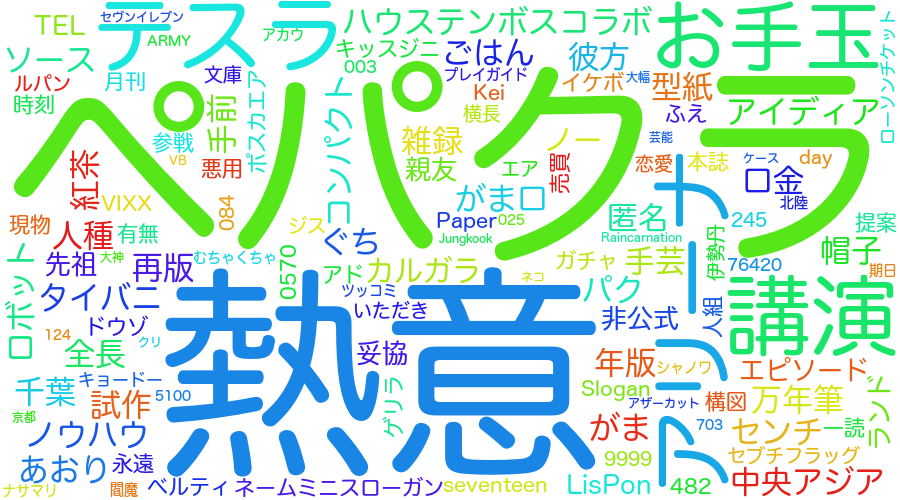 セヴンイレブン
TEL
ARMY
テスラ
アカウ
ハウステンボスコラボ
お手玉
ローソンチケット
ソース
キッスジニ
ごはん
彼方
ルパン
月刊
文庫
003
プレイガイド
イケボ
大幅
型紙
時刻
Kei
横長
ふえ
アイディア
ペパクラ
手前
ポスカエア
コンパクト
参戦
VB
雑録
ノー
芸能
紅茶
悪用
親友
エア
売買
恋愛
本誌
ケース
day
口金
北陸
VIXX
084
ジス
がま口
Paper
025
匿名
245
提案
現物
人種
有無
ぐち
Jungkook
Raincarnation
伊勢丹
帽子
大神
むちゃくちゃ
先祖
再版
0570
アド
カルガラ
ネコ
ガチャ
手芸
76420
期日
ロボット
タイバニ
ツッコミ
いただき
パク
人組
熱意
フリーナ
講演
ドウゾ
非公式
124
クリ
全長
妥協
年版
シャノワ
エピソード
千葉
キョードー
5100
ゲリラ
Slogan
アザーカット
構図
万年筆
ランド
京都
試作
703
ノウハウ
がま
センチ
一読
あおり
永遠
9999
セブチフラッグ
ナサマリ
閻魔
ベルティ
ネームミニスローガン
seventeen
LisPon
482
中央アジア